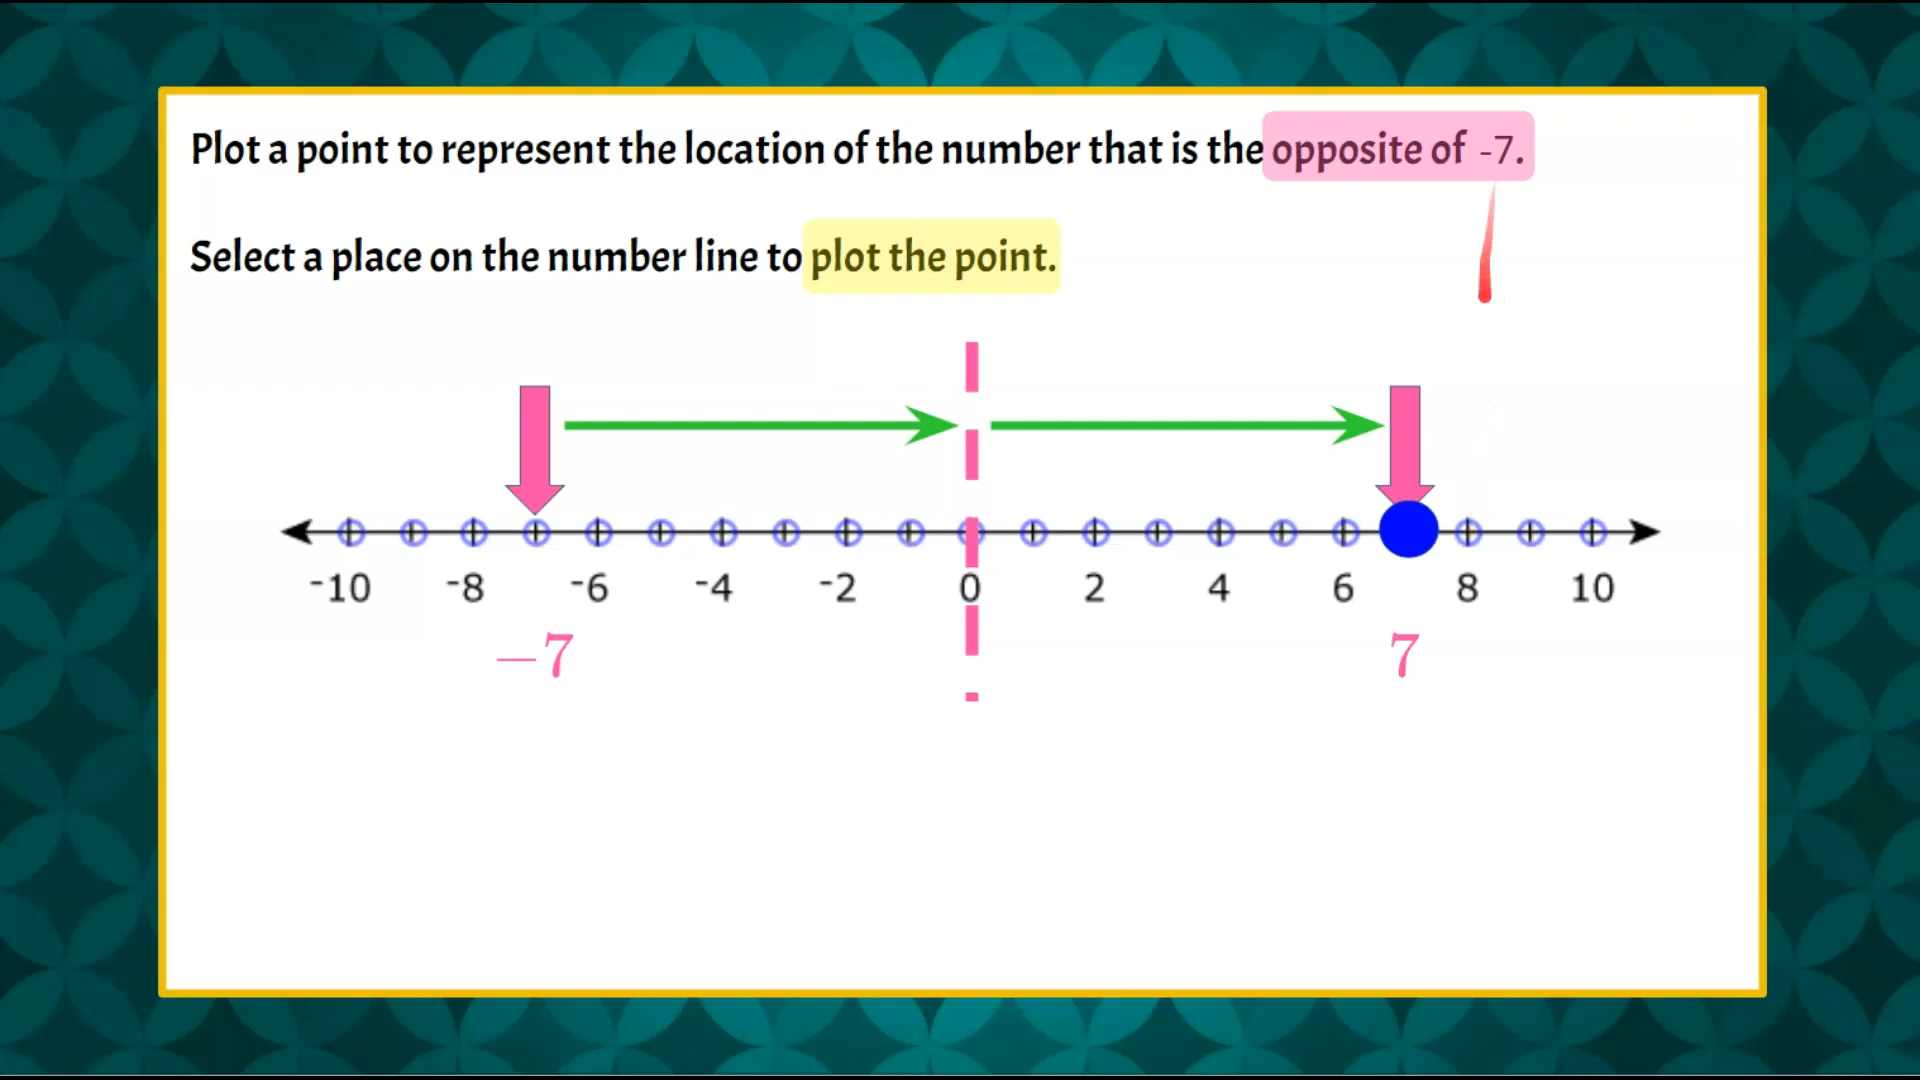 Plot a point to represent the location of the number that is the opposite of -7.
Select a place on the number line to plot the point.
-10 -8 -6 -4 -2 0 2 4 6 8 10
−7 7